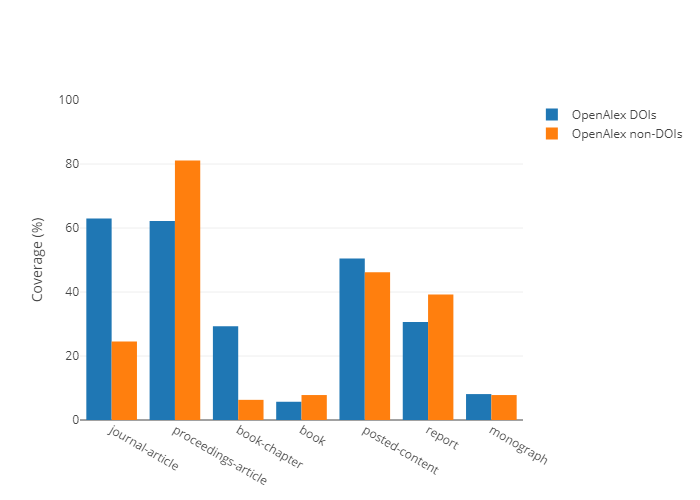 100
80
60
40
20
0
Coverage (%)
journal-article
proceedings-article
book-chapter
book
posted-content
report
monograph
OpenAlex DOIs
OpenAlex non-DOIs